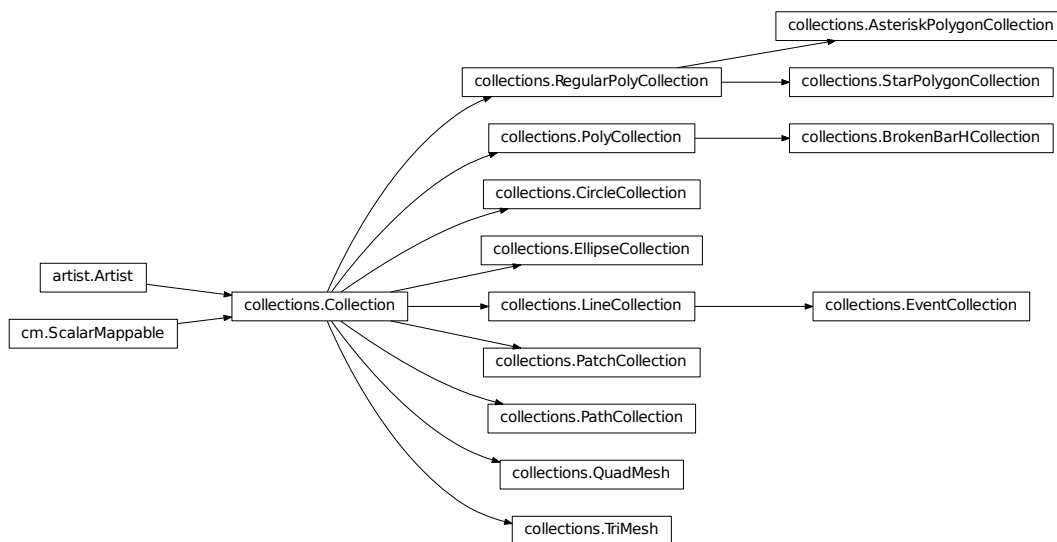 collections.AsteriskPolygonCollection
collections.RegularPolyCollection
collections.StarPolygonCollection
collections.PolyCollection
collections.BrokenBarHCollection
collections.CircleCollection
collections.EllipseCollection
artist.Artist
collections.Collection
collections.LineCollection
collections.EventCollection
cm.ScalarMappable
collections.PatchCollection
collections.PathCollection
collections.QuadMesh
collections.TriMesh